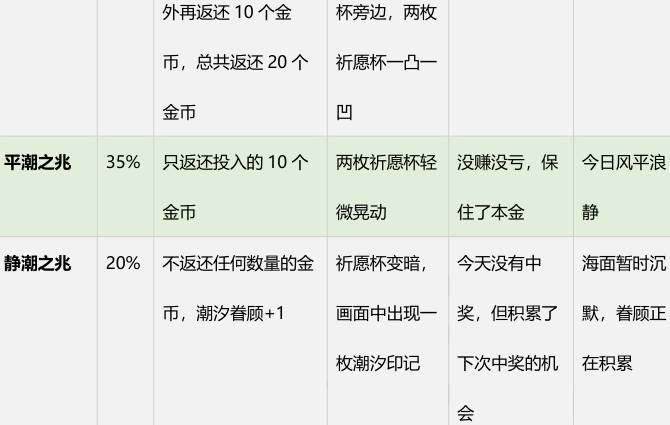 外再返还 10 个金
币，总共返还 20 个
金币
杯旁边，两枚
祈愿杯一凸一
凹
平潮之兆
35%
只返还投入的 10 个
金币
两枚祈愿杯轻
微晃动
没赚没亏，保
住了本金
今日风平浪
静
静潮之兆
20%
不返还任何数量的金
币，潮汐眷顾+1
祈愿杯变暗，
画面中出现一
枚潮汐印记
今天没有中
奖，但积累了
下次中奖的机
会
海面暂时沉
默，眷顾正
在积累